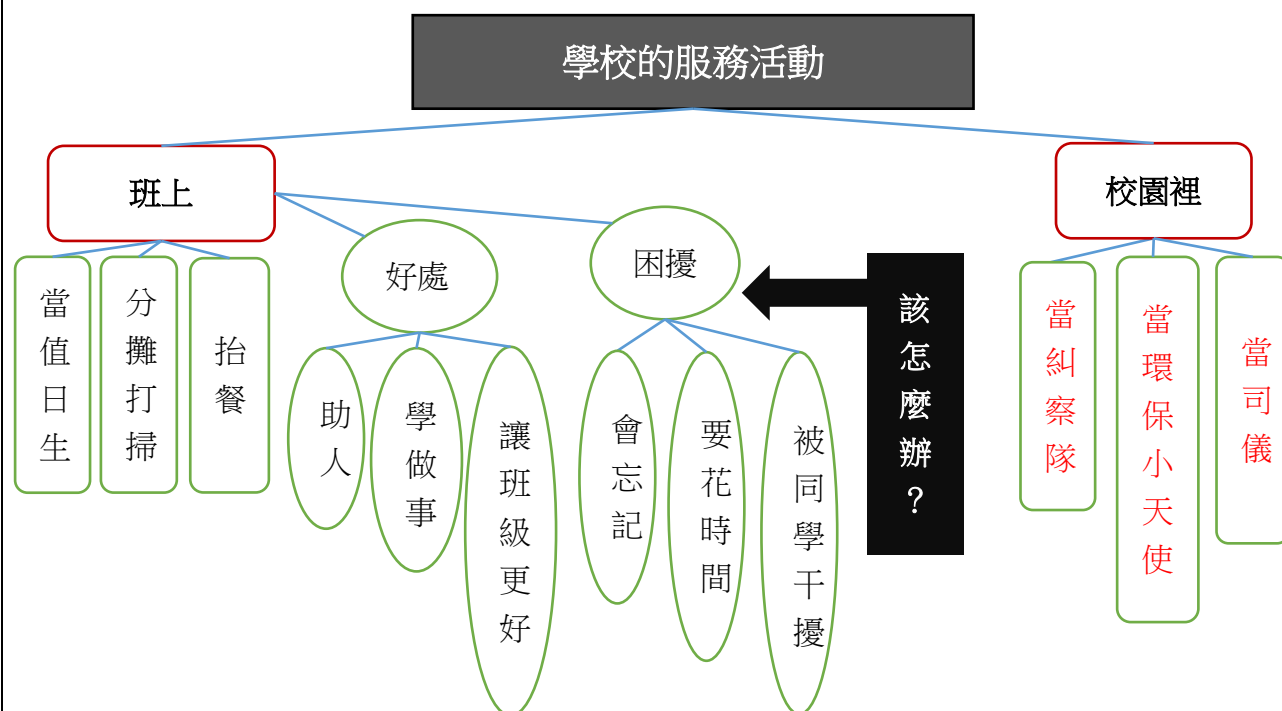 學校的服務活動
班上
校園裡
好處
困擾
該怎麼辦？
當值日生
分攤打掃
抬餐
助人
學做事
讓班級更好
會忘記
要花時間
被同學干擾
當糾察隊
當環保小天使
當司儀